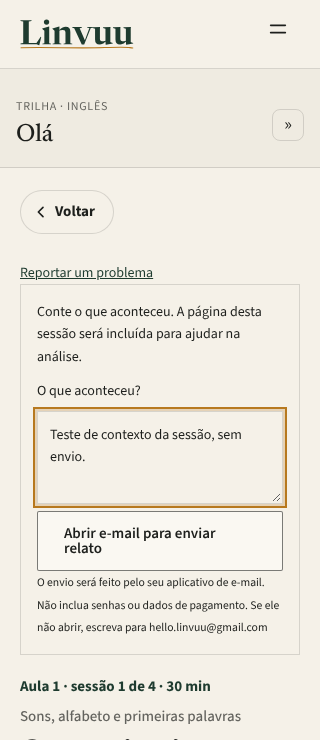 Linvuu
TRILHA · INGLÊS
Olá
»
Voltar
Reportar um problema
Conte o que aconteceu. A página desta
sessão será incluída para ajudar na
análise.
O que aconteceu?
Teste de contexto da sessão, sem
envio.
Abrir e-mail para enviar
relato
O envio será feito pelo seu aplicativo de e-mail.
Não inclua senhas ou dados de pagamento. Se ele
não abrir, escreva para hello.linvuu@gmail.com
Aula 1 · sessão 1 de 4 · 30 min
Sons, alfabeto e primeiras palavras